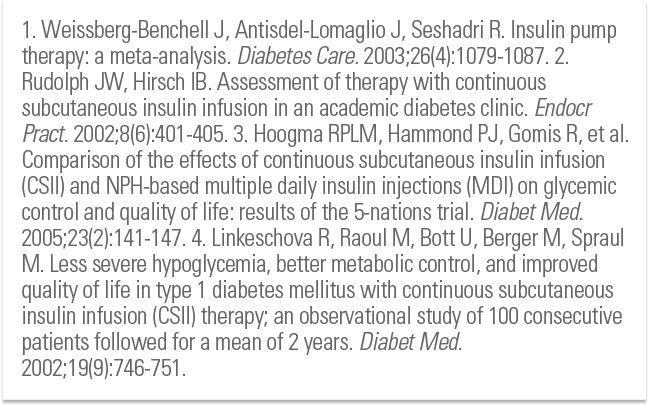 1. Weissberg-Benchell J, Antisdel-Lomaglio J, Seshadri R. Insulin pump
therapy: a meta-analysis. Diabetes Care. 2003;26(4):1079-1087. 2.
Rudolph JW, Hirsch IB. Assessment of therapy with continuous
subcutaneous insulin infusion in an academic diabetes clinic. Endocr
Pract. 2002;8(6):401-405. 3. Hoogma RPLM, Hammond PJ, Gomis R, et al.
Comparison of the effects of continuous subcutaneous insulin infusion
(CSII) and NPH-based multiple daily insulin injections (MDI) on glycemic
control and quality of life: results of the 5-nations trial. Diabet Med.
2005;23(2):141-147. 4. Linkeschova R, Raoul M, Bott U, Berger M, Spraul
M. Less severe hypoglycemia, better metabolic control, and improved
quality of life in type 1 diabetes mellitus with continuous subcutaneous
insulin infusion (CSII) therapy; an observational study of 100 consecutive
patients followed for a mean of 2 years. Diabet Med.
2002;19(9):746-751.